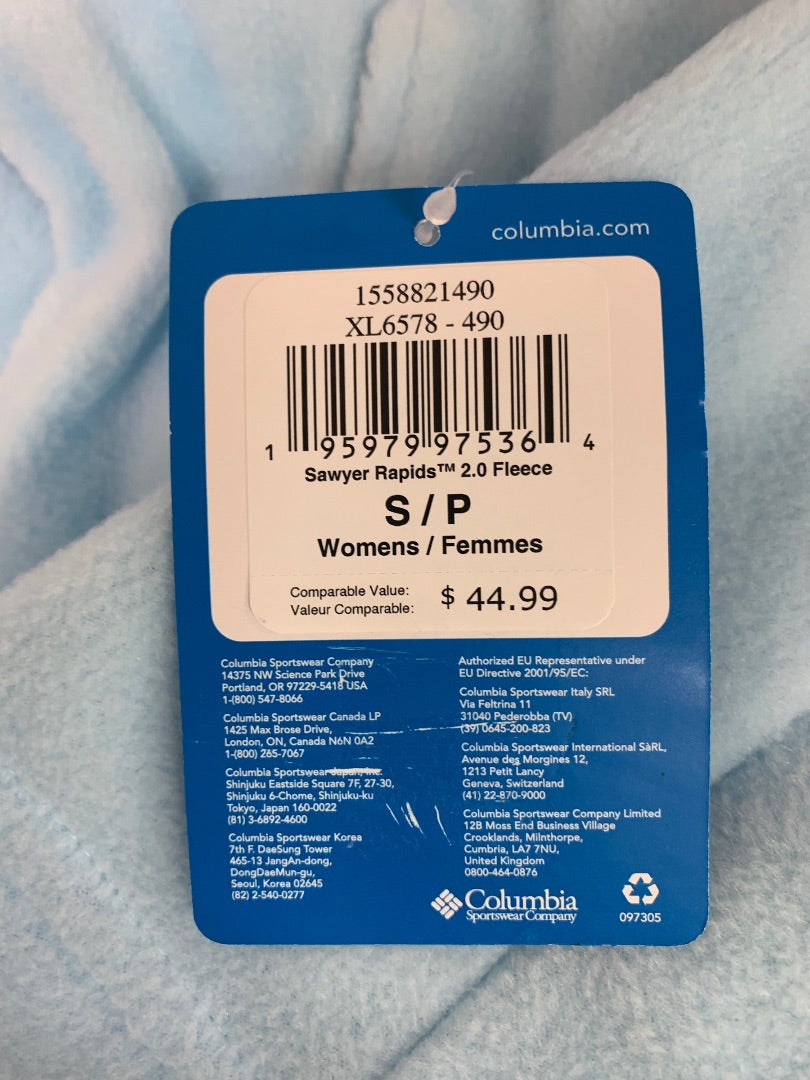 columbia.com
1558821490
XL6578 - 490
1 95979 97536 4
Sawyer Rapids™ 2.0 Fleece
S / P
Womens / Femmes
Comparable Value:
Valeur Comparable:
$ 44.99
Columbia Sportswear Company
14375 NW Science Park Drive
Portland, OR 97229-5418 USA
1-(800) 547-8066
Columbia Sportswear Canada LP
1425 Max Brose Drive,
London, ON, Canada N6N 0A2
1-(800) 265-7067
Columbia Sportswear Japan, Inc.
Shinjuku Eastside Square 7F, 27-30,
Shinjuku 6-Chome, Shinjuku-ku
Tokyo, Japan 160-0022
(81) 3-6892-4600
Columbia Sportswear Korea
7th F. DaeSung Tower
465-13 JangAn-dong,
DongDaeMun-gu,
Seoul, Korea 02645
(82) 2-540-0277
Authorized EU Representative under
EU Directive 2001/95/EC:
Columbia Sportswear Italy SRL
Via Feltrina 11
31040 Pederobba (TV)
(39) 0645-200-823
Columbia Sportswear International SàRL,
Avenue des Morgines 12,
1213 Petit Lancy
Geneva, Switzerland
(41) 22-870-9000
Columbia Sportswear Company Limited
12B Moss End Business Village
Crooklands, Milnthorpe,
Cumbria, LA7 7NU,
United Kingdom
0800-464-0876
Columbia
Sportswear Company
097305